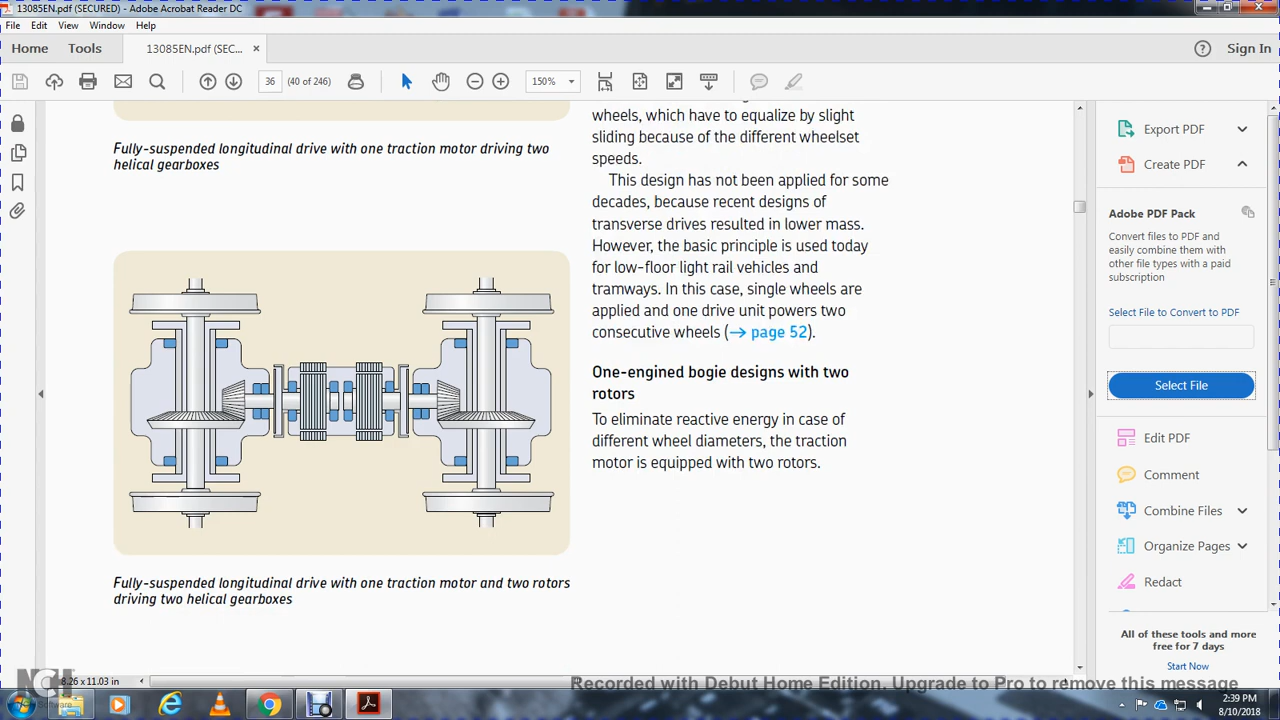 13085EN.pdf (SECURED) - Adobe Acrobat Reader DC
File Edit View Window Help
Home Tools 13085EN.pdf (SEC... × Sign In
36 (40 of 246) 150%
Fully-suspended longitudinal drive with one traction motor driving two
helical gearboxes
Fully-suspended longitudinal drive with one traction motor and two rotors
driving two helical gearboxes
wheels, which have to equalize by slight
sliding because of the different wheelset
speeds.
This design has not been applied for some
decades, because recent designs of
transverse drives resulted in lower mass.
However, the basic principle is used today
for low-floor light rail vehicles and
tramways. In this case, single wheels are
applied and one drive unit powers two
consecutive wheels (→ page 52).
One-engined bogie designs with two
rotors
To eliminate reactive energy in case of
different wheel diameters, the traction
motor is equipped with two rotors.
Export PDF
Create PDF
Adobe PDF Pack
Convert files to PDF and
easily combine them with
other file types with a paid
subscription
Select File to Convert to PDF
Select File
Edit PDF
Comment
Combine Files
Organize Pages
Redact
All of these tools and more
free for 7 days
Start Now
8.26 x 11.03 in
NCH
Software
Recorded with Debut Home Edition. Upgrade to Pro to remove this message
2:39 PM
8/10/2018